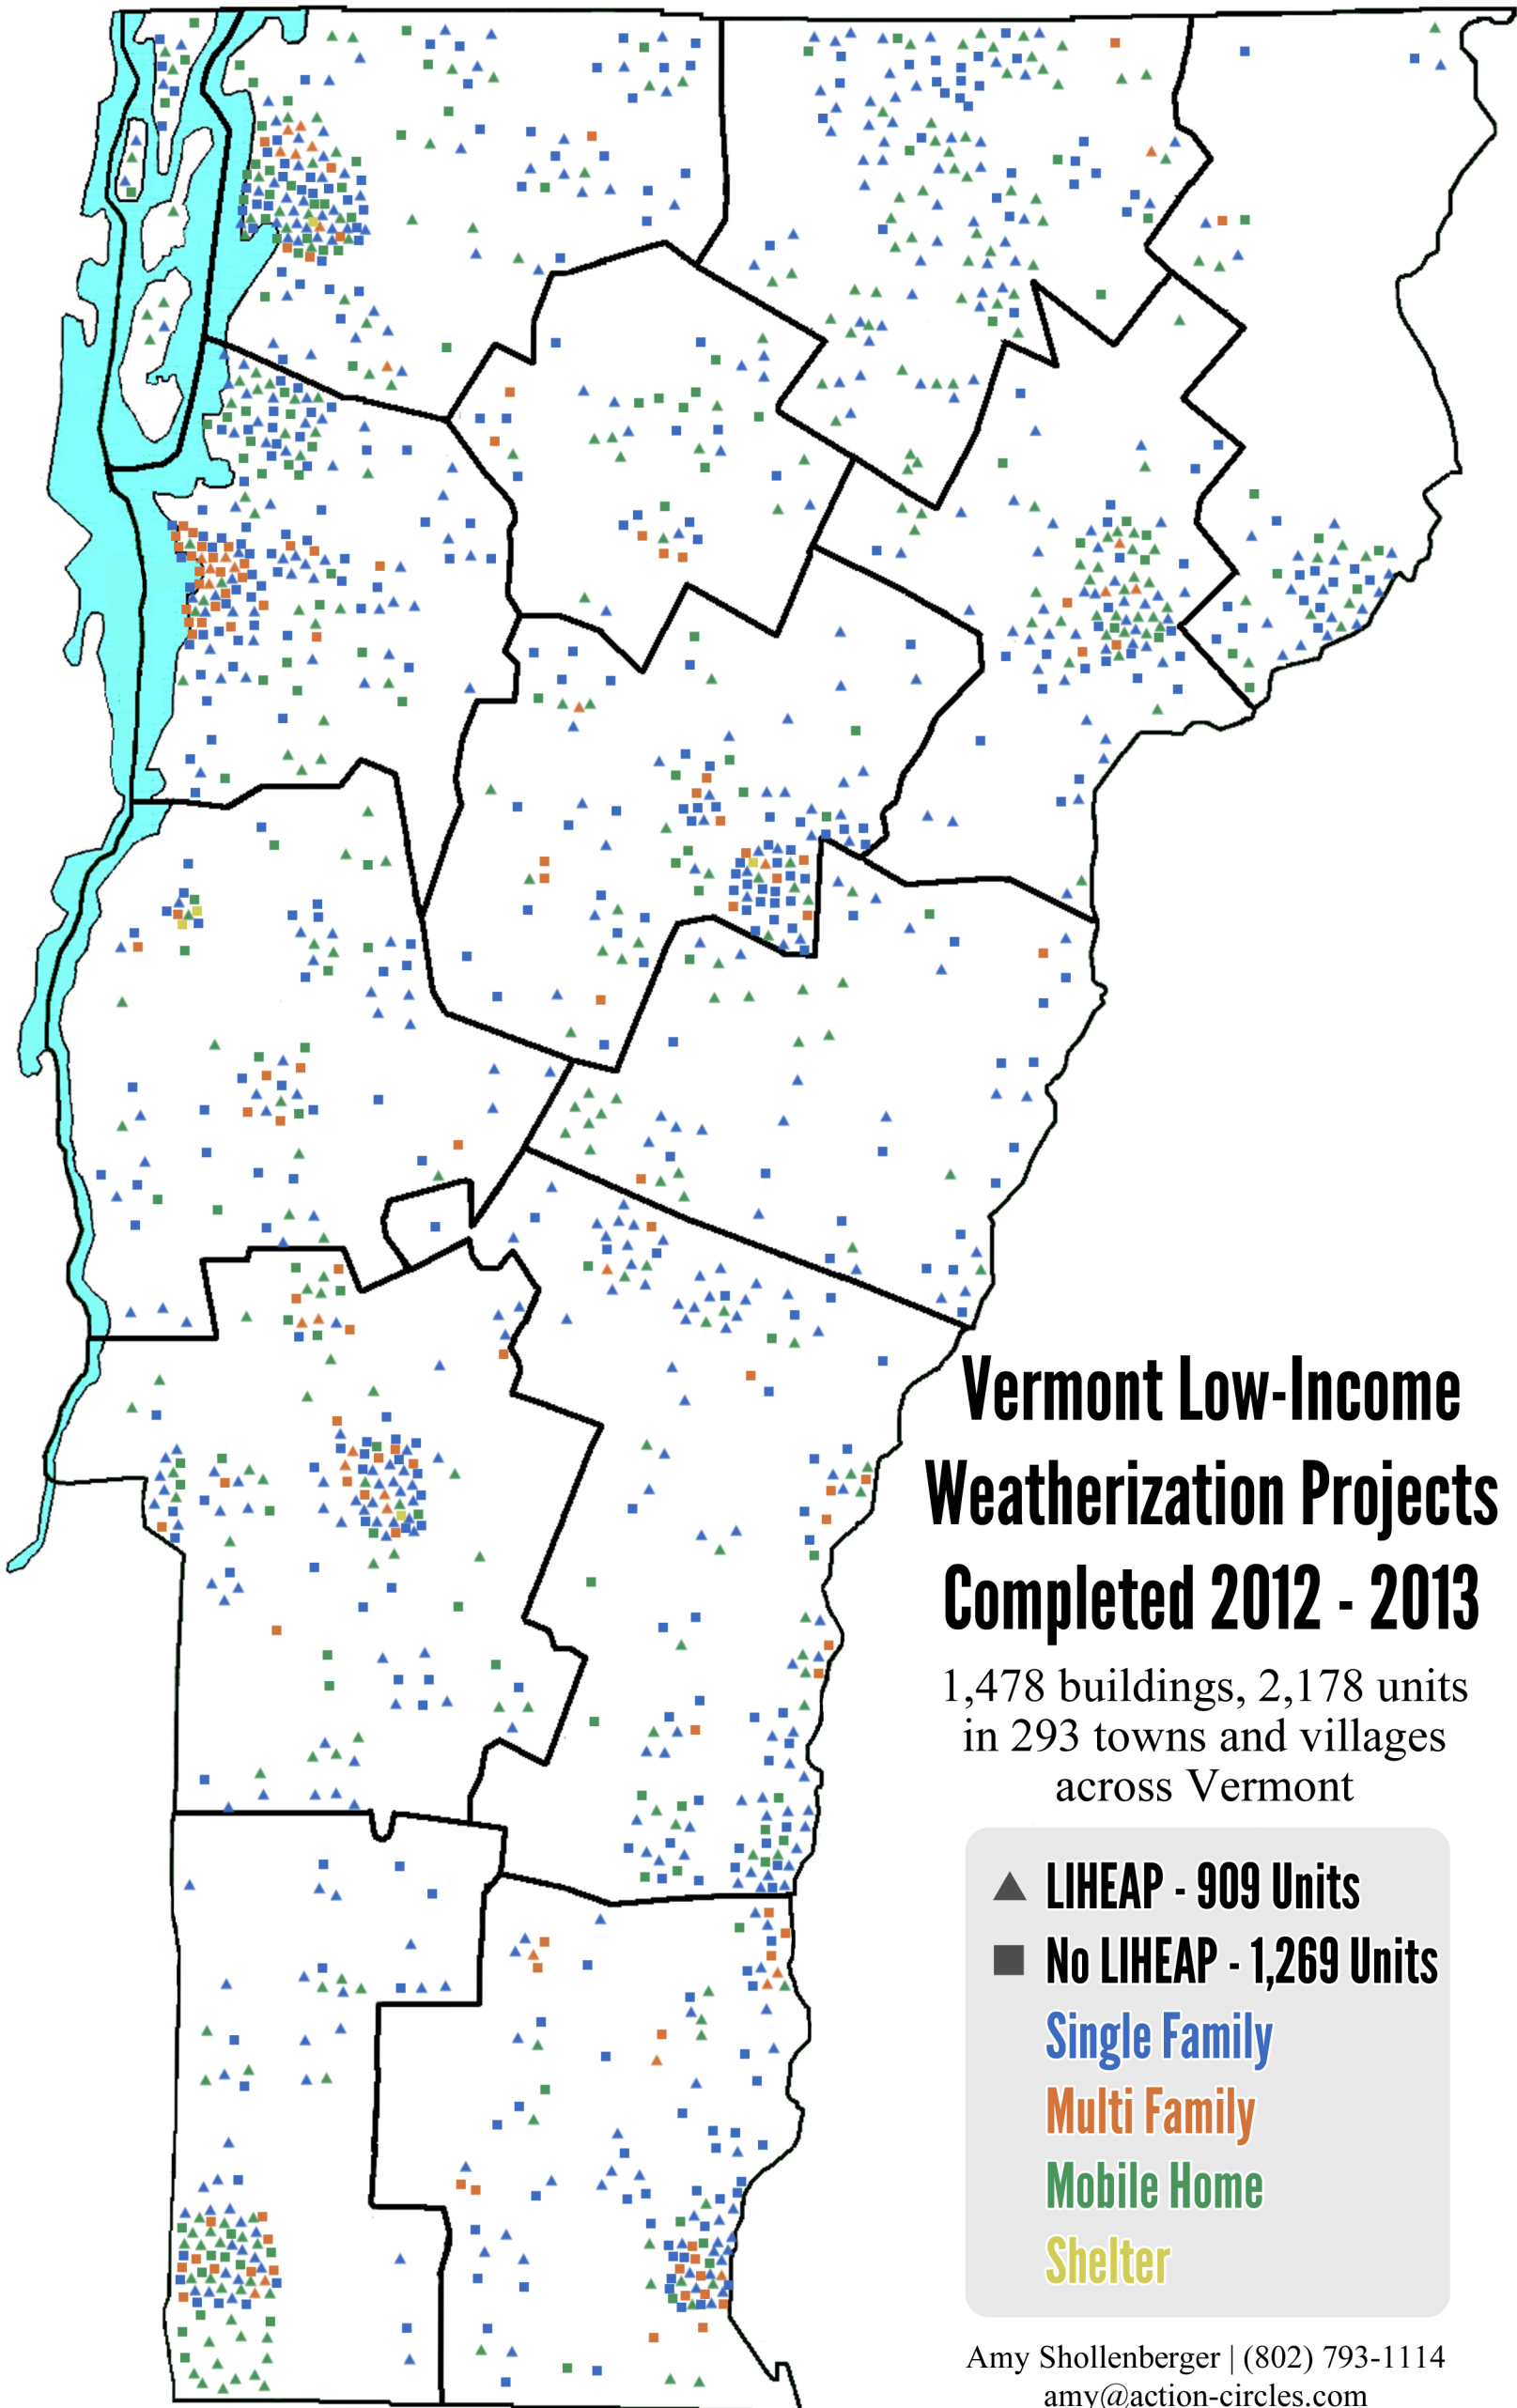 Vermont Low-Income
Weatherization Projects
Completed 2012 - 2013
1,478 buildings, 2,178 units
in 293 towns and villages
across Vermont
LIHEAP - 909 Units
No LIHEAP - 1,269 Units
Single Family
Multi Family
Mobile Home
Shelter
Amy Shollenberger | (802) 793-1114
amy@action-circles.com